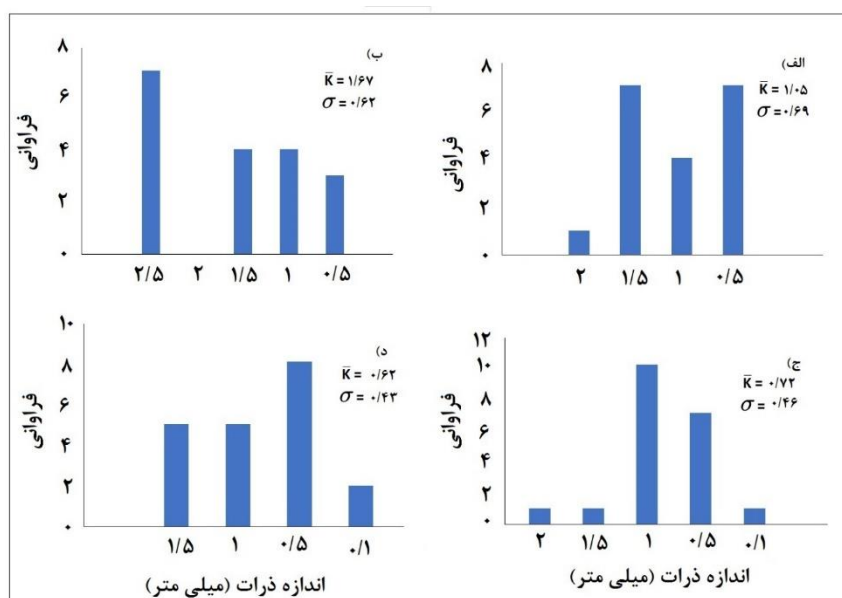 الف)
K̄ = ۱/۰۵
σ = ۰/۶۹
۸
۶
۴
۲
۰
فراوانی
۲ ۱/۵ ۱ ۰/۵
ب)
K̄ = ۱/۶۷
σ = ۰/۶۲
۸
۶
۴
۲
۰
فراوانی
۲/۵ ۲ ۱/۵ ۱ ۰/۵
ج)
K̄ = ۰/۷۲
σ = ۰/۴۶
۱۲
۱۰
۸
۶
۴
۲
۰
فراوانی
۲ ۱/۵ ۱ ۰/۵ ۰/۱
اندازه ذرات (میلی متر)
د)
K̄ = ۰/۶۲
σ = ۰/۴۳
۱۰
۸
۶
۴
۲
۰
فراوانی
۱/۵ ۱ ۰/۵ ۰/۱
اندازه ذرات (میلی متر)